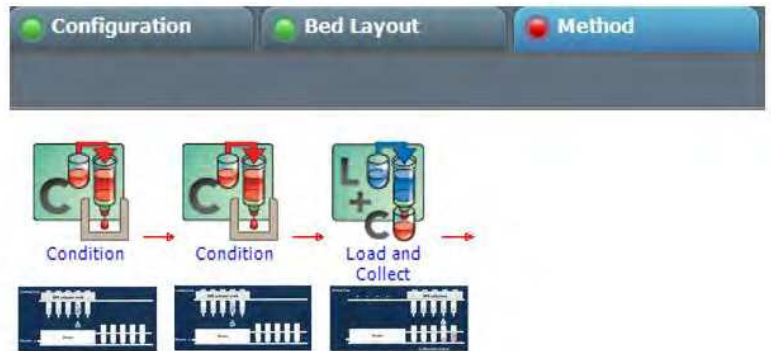 Configuration
Bed Layout
Method
C
C
L
+
C
Condition
Condition
Load and
Collect